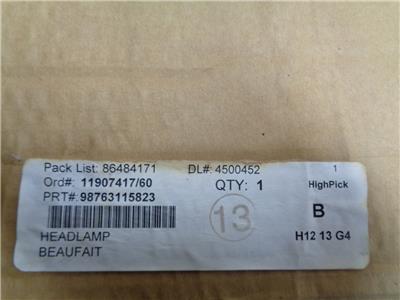 Pack List: 86484171 DL#: 4500452 1
Ord#: 11907417/60 QTY: 1 HighPick
PRT#: 98763115823
13 B
HEADLAMP H12 13 G4
BEAUFAIT